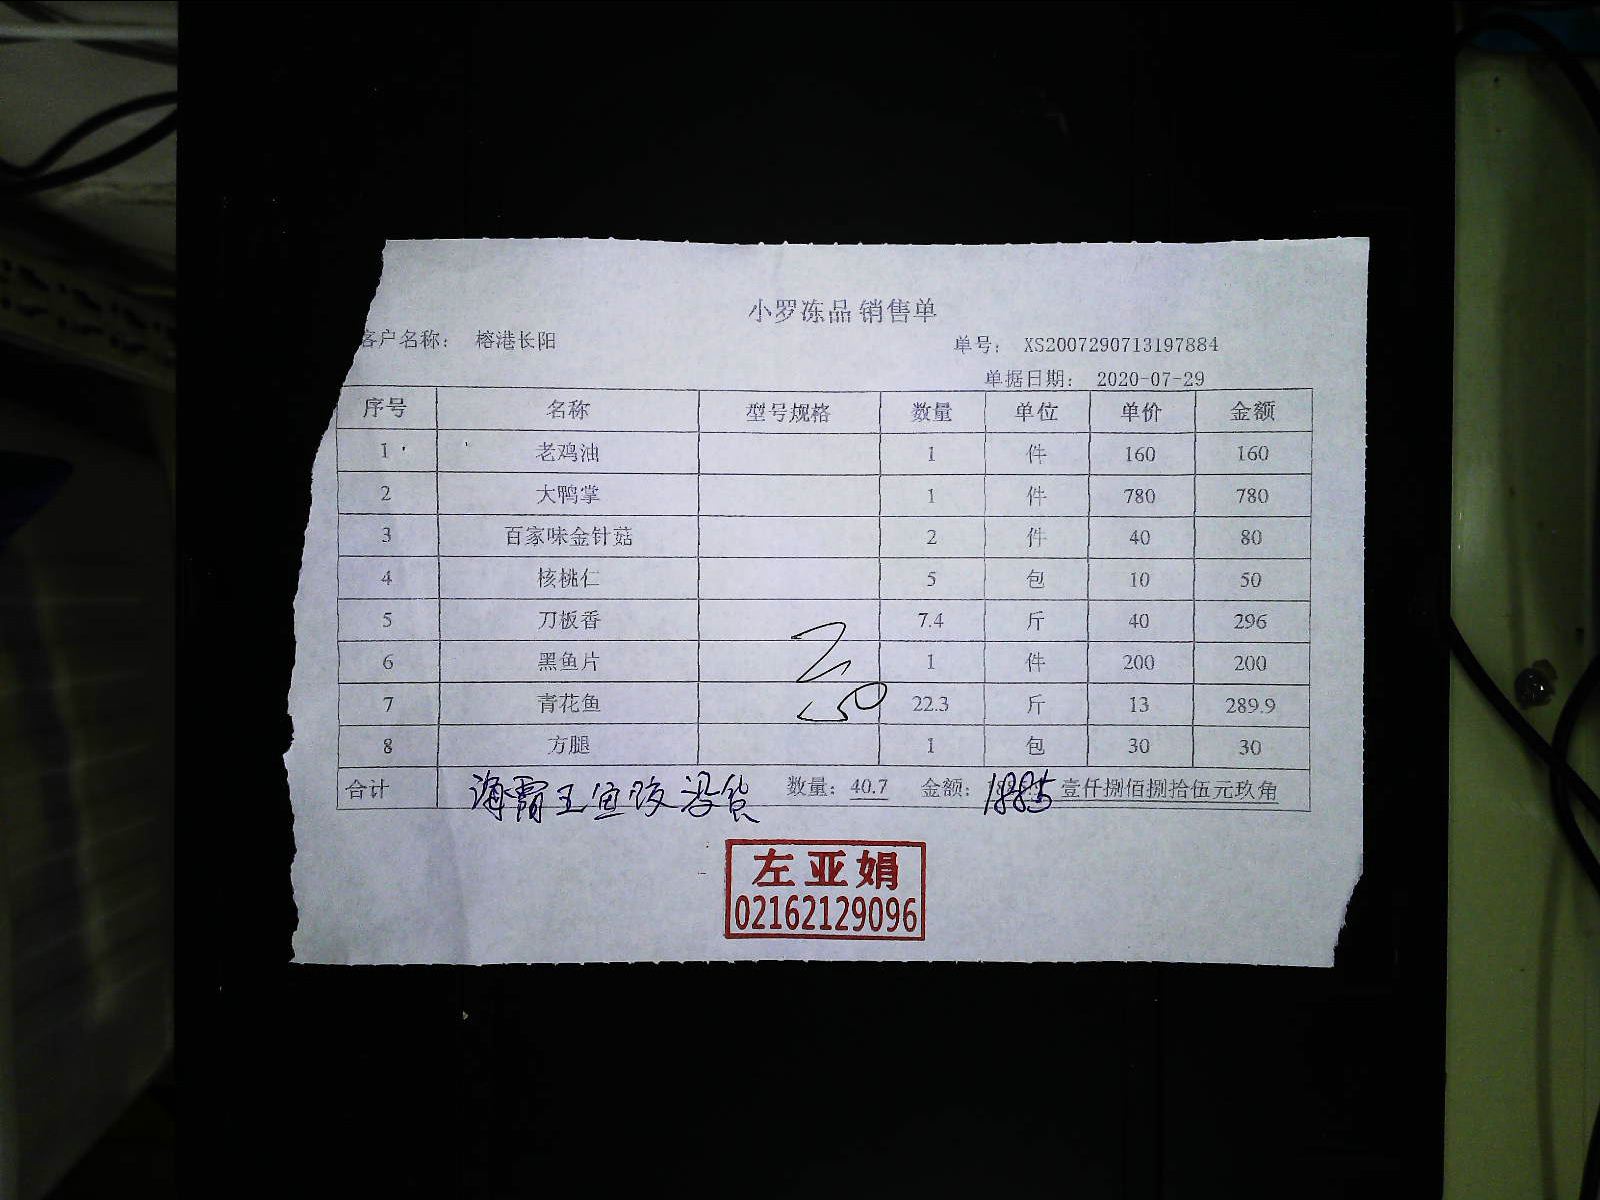 小罗冻品 销售单
客户名称： 榕港长阳 单号： XS2007290713197884
单据日期： 2020-07-29
序号 名称 型号规格 数量 单位 单价 金额
1 老鸡油 1 件 160 160
2 大鸭掌 1 件 780 780
3 百家味金针菇 2 件 40 80
4 核桃仁 5 包 10 50
5 刀板香 7.4 斤 40 296
6 黑鱼片 1 件 200 200
7 青花鱼 22.3 斤 13 289.9
8 方腿 1 包 30 30
合计 海霸王鱼饺没货 数量：40.7 金额：1885 壹仟捌佰捌拾伍元玖角
左亚娟
02162129096